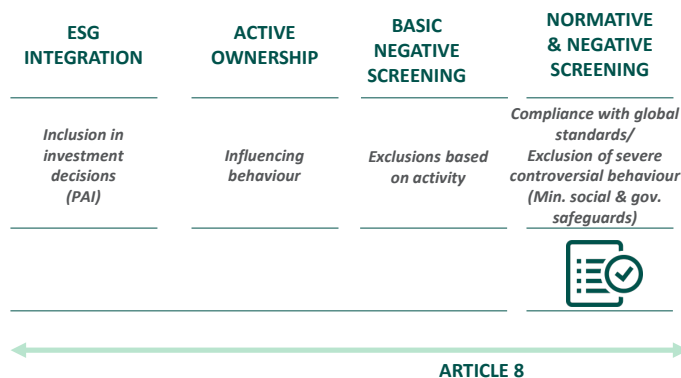 ESG
INTEGRATION
ACTIVE
OWNERSHIP
BASIC
NEGATIVE
SCREENING
NORMATIVE
& NEGATIVE
SCREENING
Inclusion in
investment
decisions
(PAI)
Influencing
behaviour
Exclusions based
on activity
Compliance with global
standards/
Exclusion of severe
controversial behaviour
(Min. social & gov.
safeguards)
ARTICLE 8